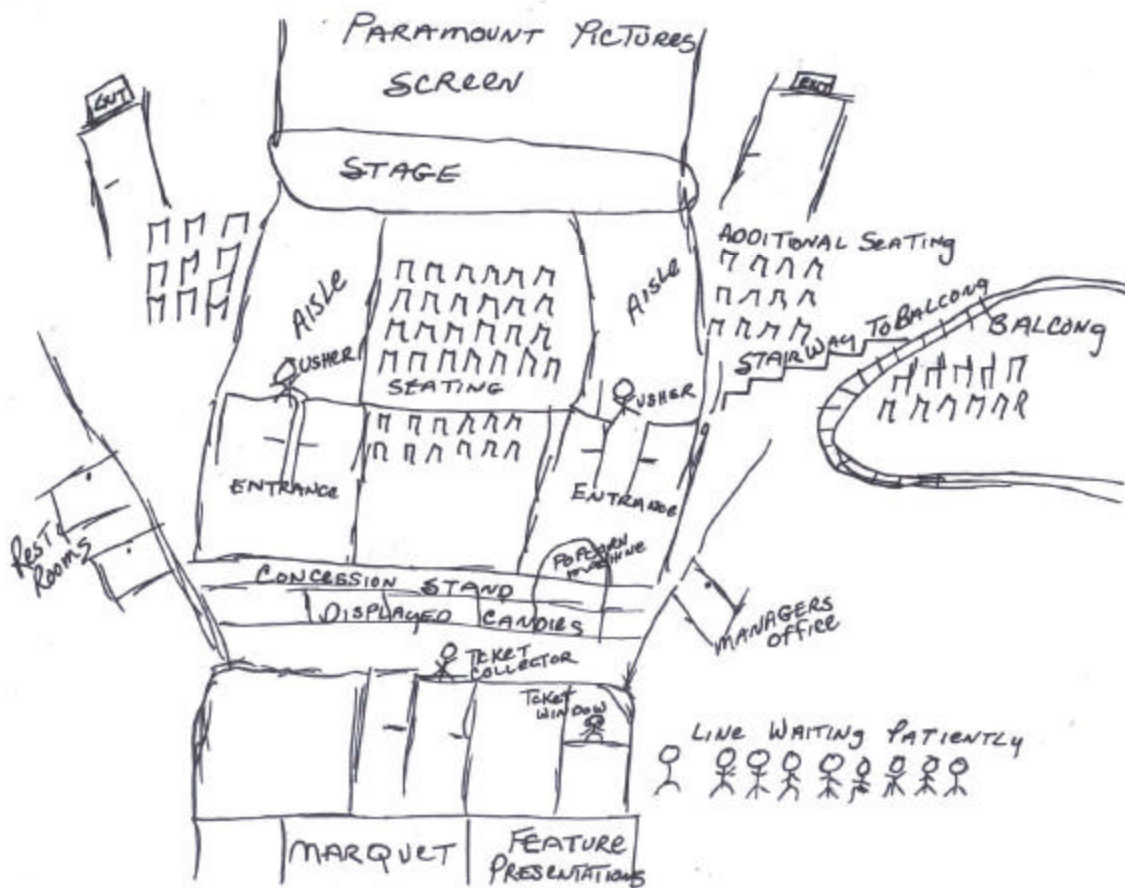 PARAMOUNT PICTURES
SCREEN
EXIT
EXIT
STAGE
ADDITIONAL SEATING
AISLE
AISLE
STAIRWAY TO BALCONG
BALCONG
USHER
SEATING
USHER
ENTRANCE
ENTRANCE
REST
ROOMS
POPCORN
MACHINE
CONCESSION STAND
DISPLAYED CANDIES
MANAGERS
OFFICE
TICKET
COLLECTOR
TICKET
WINDOW
LINE WAITING PATIENTLY
MARQUET
FEATURE
PRESENTATIONS